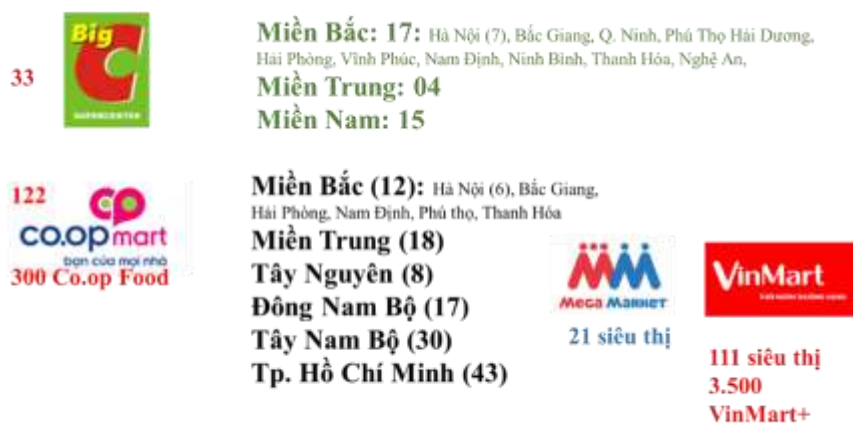 33
Big
C
SUPERCENTER
Miền Bắc: 17: Hà Nội (7), Bắc Giang, Q. Ninh, Phú Thọ Hải Dương,
Hải Phòng, Vĩnh Phúc, Nam Định, Ninh Bình, Thanh Hóa, Nghệ An,
Miền Trung: 04
Miền Nam: 15
122
co.opmart
bạn của mọi nhà
300 Co.op Food
Miền Bắc (12): Hà Nội (6), Bắc Giang,
Hải Phòng, Nam Định, Phú thọ, Thanh Hóa
Miền Trung (18)
Tây Nguyên (8)
Đông Nam Bộ (17)
Tây Nam Bộ (30)
Tp. Hồ Chí Minh (43)
MM
Mega Market
21 siêu thị
VinMart
111 siêu thị
3.500
VinMart+